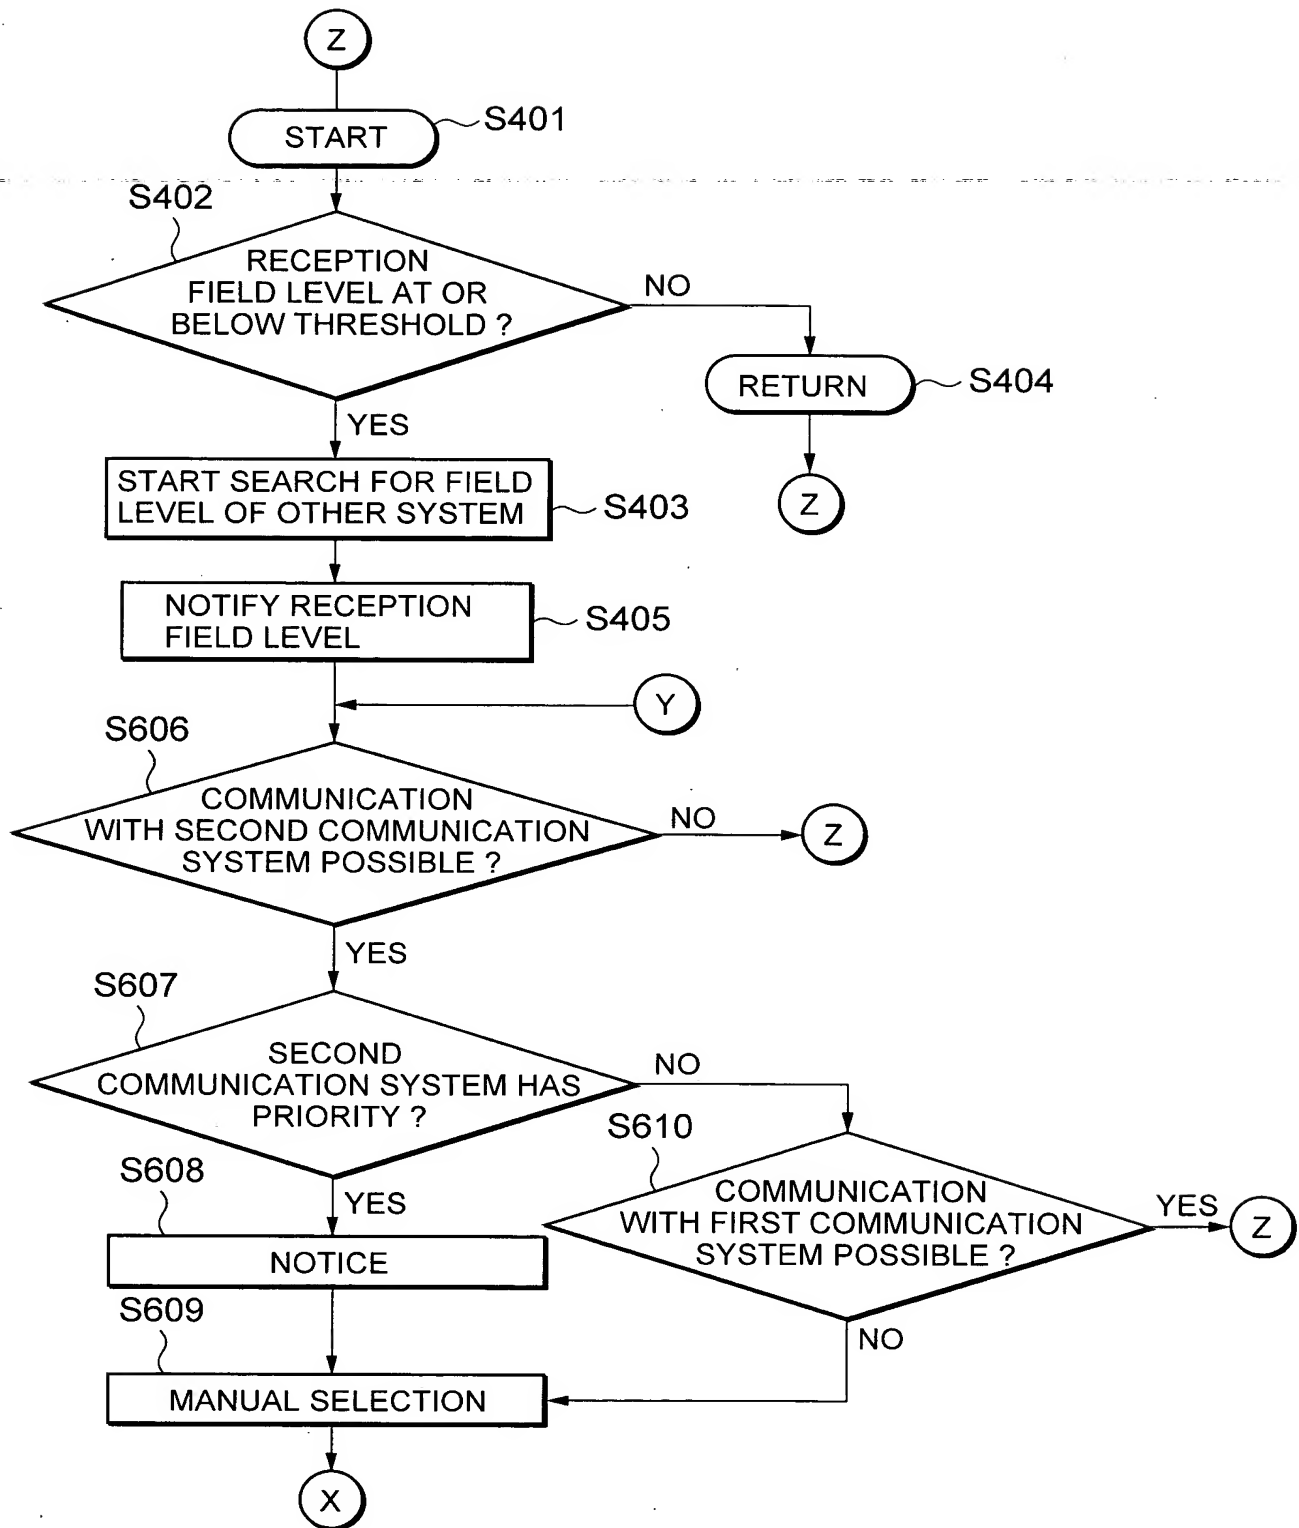 Z
START
S401
S402
RECEPTION
FIELD LEVEL AT OR
BELOW THRESHOLD ?
NO
RETURN
S404
Z
YES
START SEARCH FOR FIELD
LEVEL OF OTHER SYSTEM
S403
NOTIFY RECEPTION
FIELD LEVEL
S405
Y
S606
COMMUNICATION
WITH SECOND COMMUNICATION
SYSTEM POSSIBLE ?
NO
Z
YES
S607
SECOND
COMMUNICATION SYSTEM HAS
PRIORITY ?
NO
S610
COMMUNICATION
WITH FIRST COMMUNICATION
SYSTEM POSSIBLE ?
YES
Z
NO
YES
S608
NOTICE
S609
MANUAL SELECTION
X